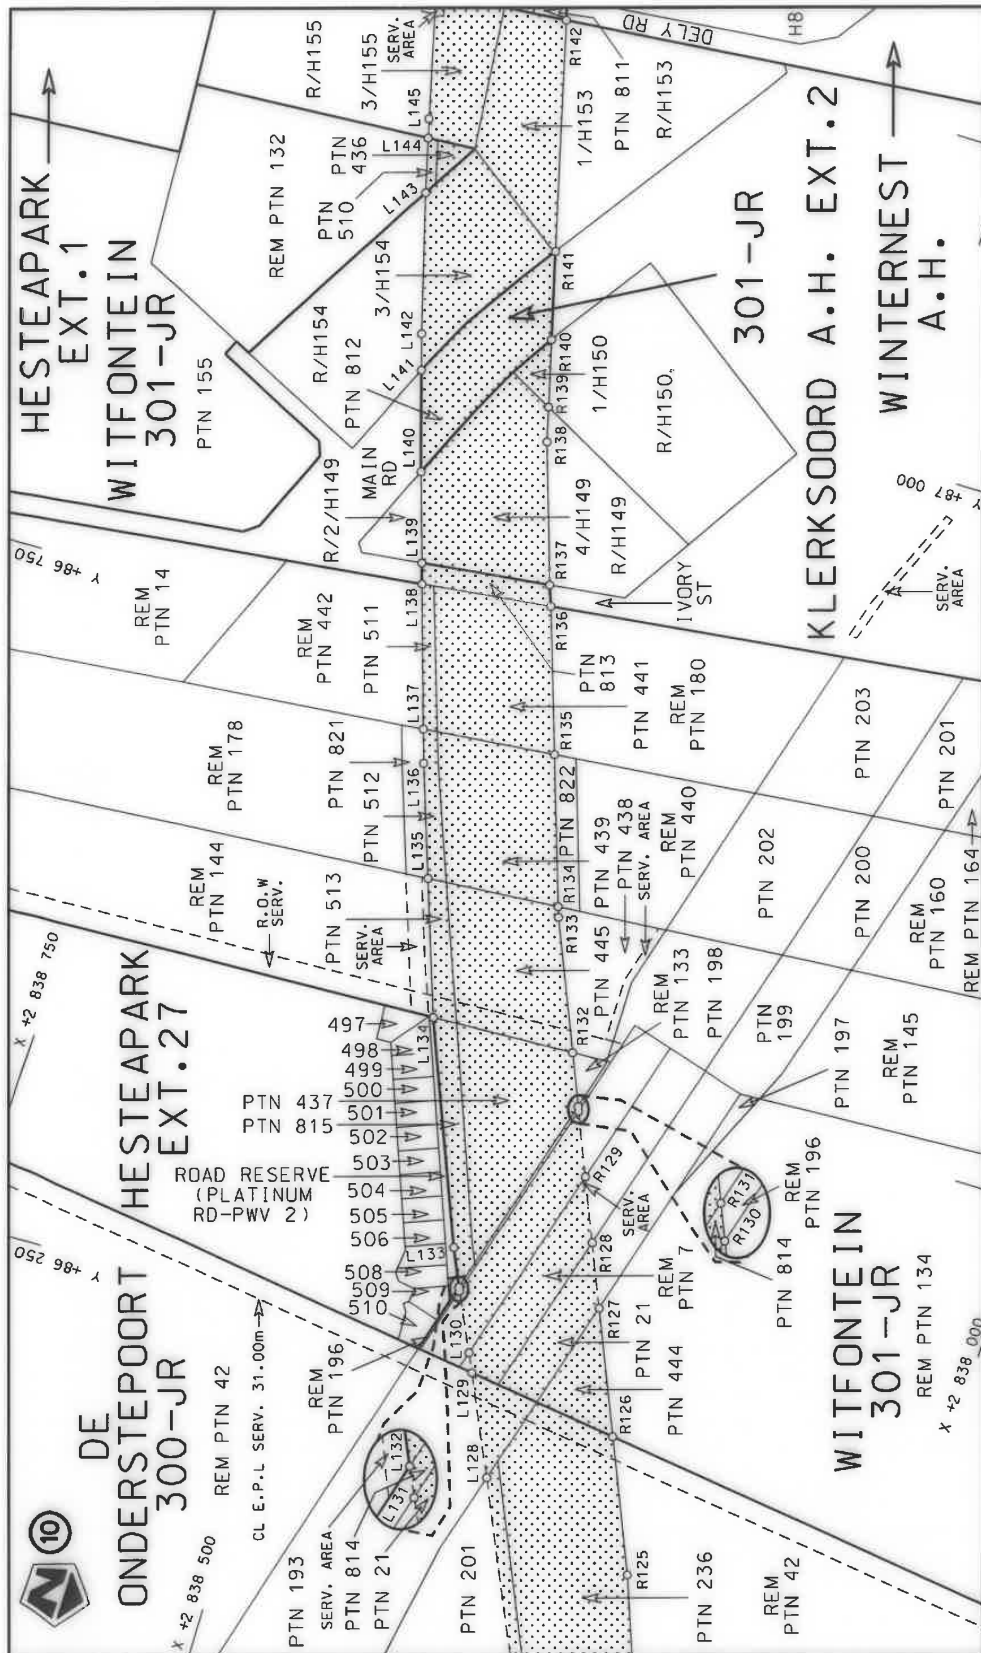 10
DE
ONDERSTEPOORT
300-JR
REM PTN 42
X +2 838 500
CL E.P.L SERV. 31.00m
Y +86 250
HESTEAPARK
EXT.27
X +2 838 750
R.O.W
SERV.
REM
PTN 144
REM
PTN 178
REM
PTN 14
REM
PTN 442
Y +86 750
HESTEAPARK
EXT.1
WITFONTEIN
301-JR
PTN 155
REM PTN 132
R/H155
3/H155
SERV.
AREA
PTN
436
PTN
510
3/H154
R/H154
PTN 812
MAIN
RD
R/2/H149
PTN 511
PTN 821
PTN 512
PTN 513
SERV.
AREA
497
498
499
500
501
502
503
504
505
506
508
509
510
PTN 437
PTN 815
ROAD RESERVE
(PLATINUM
RD-PWV 2)
REM
PTN 196
PTN 193
SERV. AREA
PTN 814
PTN 21
PTN 201
L128
L129
L130
L131
L132
L133
L134
L135
L136
L137
L138
L139
L140
L141
L142
L143
L144
L145
R125
R126
R127
R128
R129
R130
R131
R132
R133
R134
R135
R136
R137
R138
R139
R140
R141
R142
PTN 236
REM
PTN 42
PTN 444
PTN 21
REM
PTN 7
SERV.
AREA
PTN 814
REM
PTN 196
WITFONTEIN
301-JR
REM PTN 134
X +2 838 000
REM
PTN 145
PTN 197
PTN
199
PTN 198
REM
PTN 133
PTN 445
PTN 438
SERV. AREA
PTN 439
REM
PTN 440
PTN 822
PTN 202
PTN 200
REM
PTN 160
REM PTN 164
PTN 201
PTN 203
REM
PTN 180
PTN 441
PTN
813
IVORY
ST
SERV.
AREA
Y +87 000
R/H149
4/H149
R/H150
1/H150
KLERKSOORD A.H. EXT.2
301-JR
WINTERNEST
A.H.
R/H153
PTN 811
1/H153
DELY RD
H8